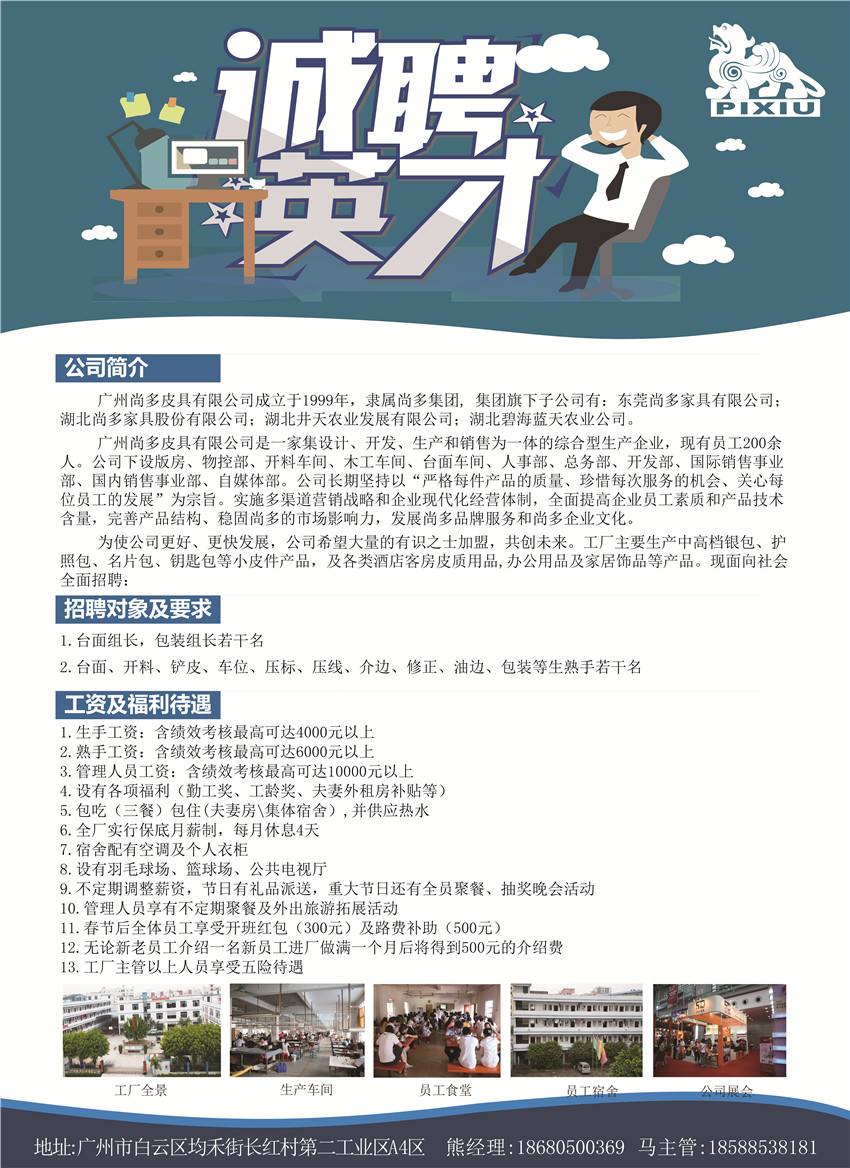 诚聘
英才
PIXIU
公司简介
广州尚多皮具有限公司成立于1999年，隶属尚多集团，集团旗下子公司有：东莞尚多家具有限公司；
湖北尚多家具股份有限公司；湖北井天农业发展有限公司；湖北碧海蓝天农业公司。
广州尚多皮具有限公司是一家集设计、开发、生产和销售为一体的综合型生产企业，现有员工200余
人。公司下设版房、物控部、开料车间、木工车间、台面车间、人事部、总务部、开发部、国际销售事业
部、国内销售事业部、自媒体部。公司长期坚持以“严格每件产品的质量、珍惜每次服务的机会、关心每
位员工的发展”为宗旨。实施多渠道营销战略和企业现代化经营体制，全面提高企业员工素质和产品技术
含量，完善产品结构、稳固尚多的市场影响力，发展尚多品牌服务和尚多企业文化。
为使公司更好、更快发展，公司希望大量的有识之士加盟，共创未来。工厂主要生产中高档银包、护
照包、名片包、钥匙包等小皮件产品，及各类酒店客房皮质用品,办公用品及家居饰品等产品。现面向社会
全面招聘：
招聘对象及要求
1.台面组长，包装组长若干名
2.台面、开料、铲皮、车位、压标、压线、介边、修正、油边、包装等生熟手若干名
工资及福利待遇
1.生手工资：含绩效考核最高可达4000元以上
2.熟手工资：含绩效考核最高可达6000元以上
3.管理人员工资：含绩效考核最高可达10000元以上
4.设有各项福利（勤工奖、工龄奖、夫妻外租房补贴等）
5.包吃（三餐）包住(夫妻房\集体宿舍）,并供应热水
6.全厂实行保底月薪制，每月休息4天
7.宿舍配有空调及个人衣柜
8.设有羽毛球场、篮球场、公共电视厅
9.不定期调整薪资，节日有礼品派送，重大节日还有全员聚餐、抽奖晚会活动
10.管理人员享有不定期聚餐及外出旅游拓展活动
11.春节后全体员工享受开班红包（300元）及路费补助（500元）
12.无论新老员工介绍一名新员工进厂做满一个月后将得到500元的介绍费
13.工厂主管以上人员享受五险待遇
工厂全景 生产车间 员工食堂 员工宿舍 公司展会
地址:广州市白云区均禾街长红村第二工业区A4区 熊经理:18680500369 马主管:18588538181